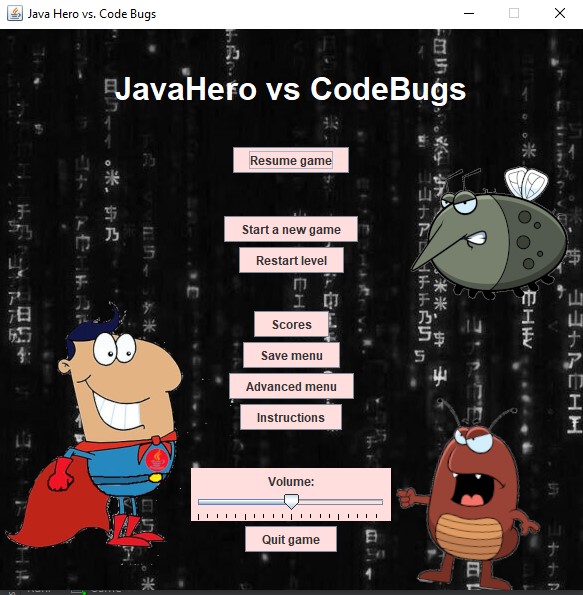 Java Hero vs. Code Bugs
JavaHero vs CodeBugs
Resume game
Start a new game
Restart level
Scores
Save menu
Advanced menu
Instructions
Volume:
Quit game